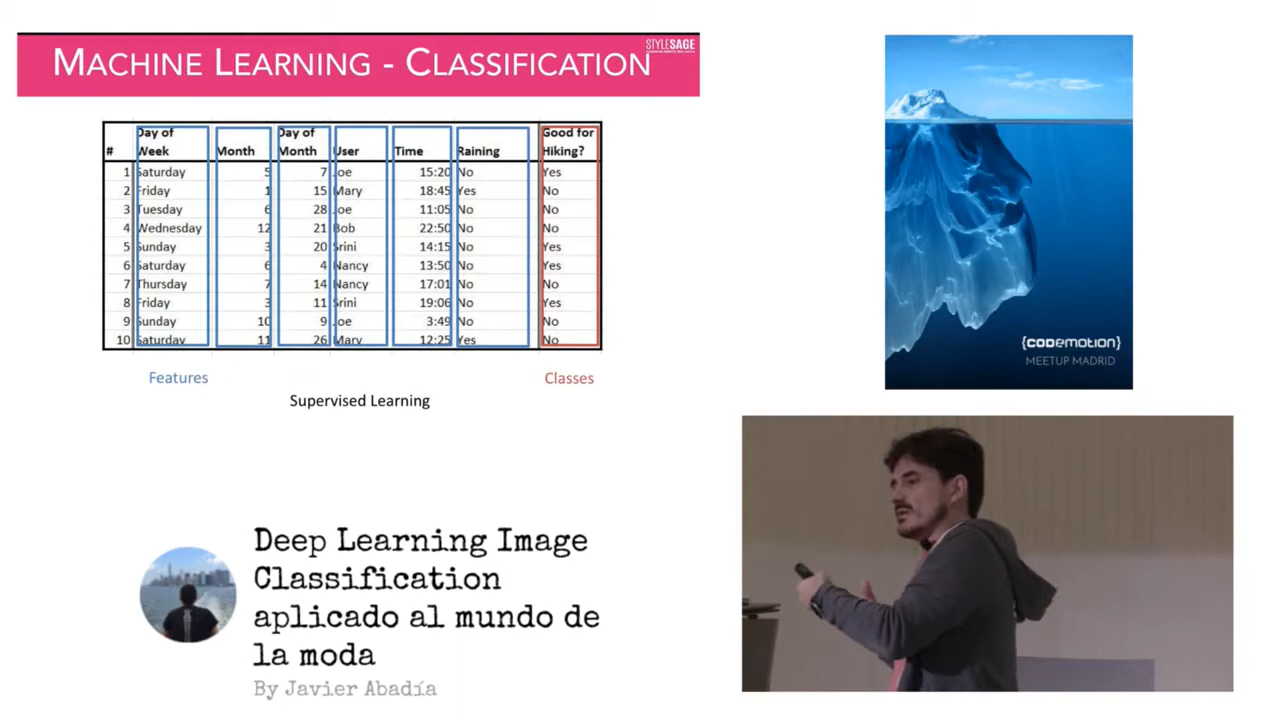 MACHINE LEARNING - CLASSIFICATION
STYLESAGE
# Day of Week Month Day of Month User Time Raining Good for Hiking?
1 Saturday 5 7 Joe 15:20 No Yes
2 Friday 1 15 Mary 18:45 Yes No
3 Tuesday 6 28 Joe 11:05 No No
4 Wednesday 12 21 Bob 22:50 No No
5 Sunday 3 20 Srini 14:15 No Yes
6 Saturday 6 4 Nancy 13:50 No Yes
7 Thursday 7 14 Nancy 17:01 No No
8 Friday 3 11 Srini 19:06 No Yes
9 Sunday 10 9 Joe 3:49 No No
10 Saturday 11 26 Mary 12:25 Yes No
Features
Classes
Supervised Learning
{CODEMOTION}
MEETUP MADRID
Deep Learning Image
Classification
aplicado al mundo de
la moda
By Javier Abadía